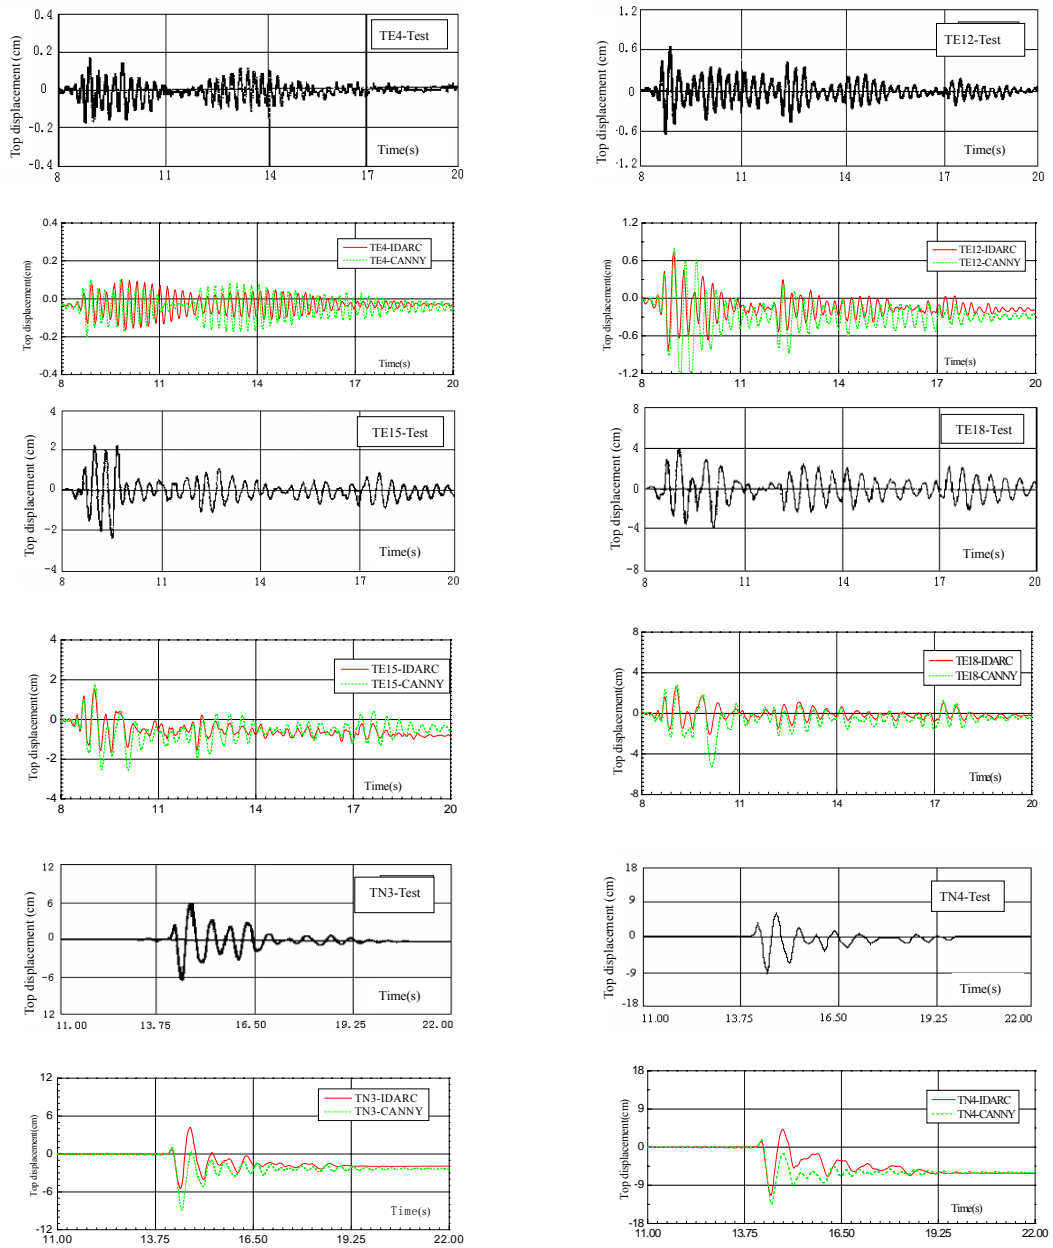 0.4
0.2
0
-0.2
-0.4
Top displacement (cm)
TE4-Test
Time(s)
8 11 14 17 20
1.2
0.6
0
-0.6
-1.2
Top displacement (cm)
TE12-Test
Time(s)
8 11 14 17 20
0.4
0.2
0.0
-0.2
-0.4
Top displacement(cm)
TE4-IDARC
TE4-CANNY
Time(s)
8 11 14 17 20
1.2
0.6
0.0
-0.6
-1.2
Top displacement(cm)
TE12-IDARC
TE12-CANNY
Time(s)
8 11 14 17 20
4
2
0
-2
-4
Top displacement (cm)
TE15-Test
Time(s)
8 11 14 17 20
8
4
0
-4
-8
Top displacement (cm)
TE18-Test
Time(s)
8 11 14 17 20
4
2
0
-2
-4
Top displacement(cm)
TE15-IDARC
TE15-CANNY
Time(s)
8 11 14 17 20
8
4
0
-4
-8
Top displacement(cm)
TE18-IDARC
TE18-CANNY
Time(s)
8 11 14 17 20
12
6
0
-6
12
Top displacement (cm)
TN3-Test
Time(s)
11.00 13.75 16.50 19.25 22.00
18
9
0
-9
-18
Top displacement (cm)
TN4-Test
Time(s)
11.00 13.75 16.50 19.25 22.00
12
6
0
-6
-12
Top displacement(cm)
TN3-IDARC
TN3-CANNY
Time(s)
11.00 13.75 16.50 19.25 22.00
18
9
0
-9
-18
Top displacement(cm)
TN4-IDARC
TN4-CANNY
Time(s)
11.00 13.75 16.50 19.25 22.00